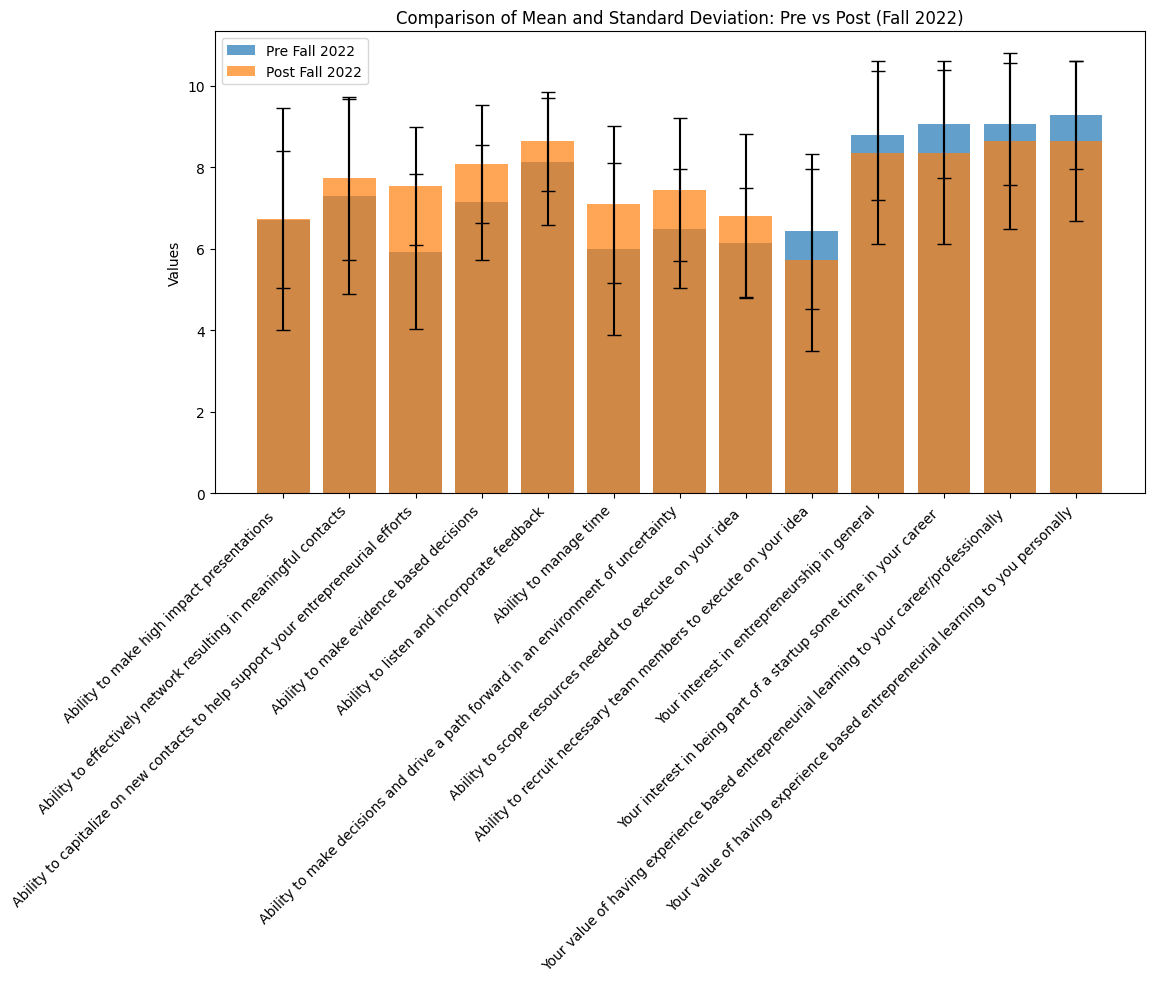 Comparison of Mean and Standard Deviation: Pre vs Post (Fall 2022)
Pre Fall 2022
Post Fall 2022
Values
10
8
6
4
2
0
Ability to make high impact presentations
Ability to effectively network resulting in meaningful contacts
Ability to capitalize on new contacts to help support your entrepreneurial efforts
Ability to make evidence based decisions
Ability to listen and incorporate feedback
Ability to manage time
Ability to make decisions and drive a path forward in an environment of uncertainty
Ability to scope resources needed to execute on your idea
Ability to recruit necessary team members to execute on your idea
Your interest in entrepreneurship in general
Your interest in being part of a startup some time in your career
Your value of having experience based entrepreneurial learning to your career/professionally
Your value of having experience based entrepreneurial learning to you personally